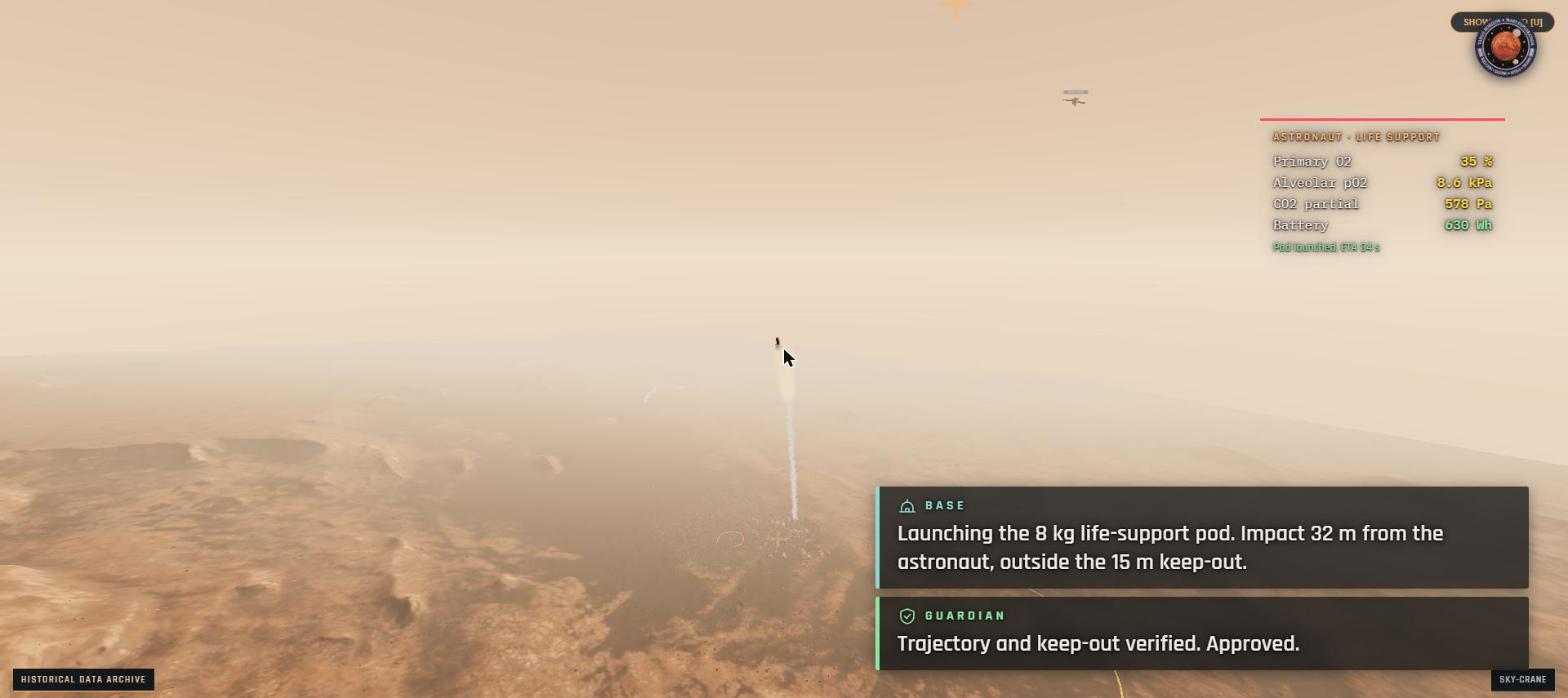 ASTRONAUT · LIFE SUPPORT
Primary O2 35 %
Alveolar pO2 8.6 kPa
CO2 partial 578 Pa
Battery 630 Wh
Pod launched. ETA 34 s
BASE
Launching the 8 kg life-support pod. Impact 32 m from the
astronaut, outside the 15 m keep-out.
GUARDIAN
Trajectory and keep-out verified. Approved.
HISTORICAL DATA ARCHIVE
SKY-CRANE